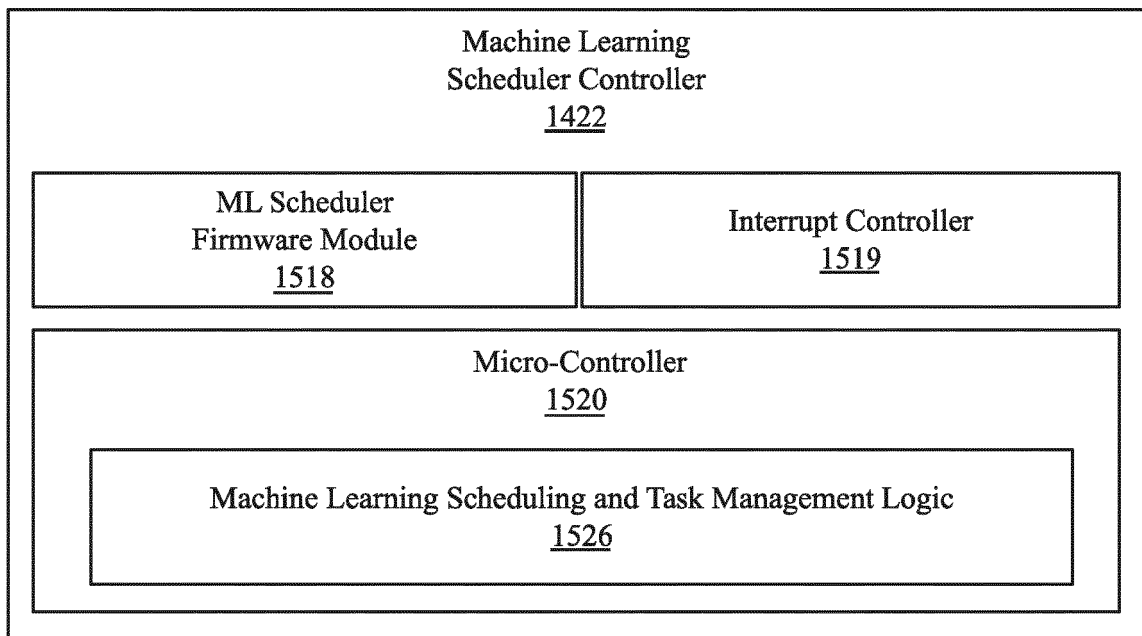 Machine Learning
Scheduler Controller
1422
ML Scheduler
Firmware Module
1518
Interrupt Controller
1519
Micro-Controller
1520
Machine Learning Scheduling and Task Management Logic
1526